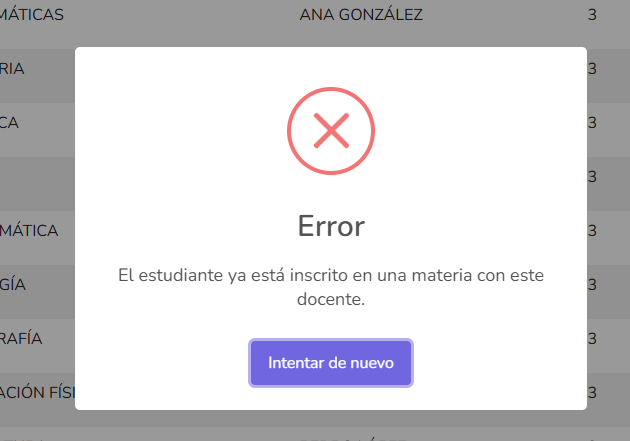 MÁTICAS ANA GONZÁLEZ 3
RIA 3
CA 3
3
MÁTICA 3
GÍA 3
RAFÍA 3
ACIÓN FÍSI 3
Error
El estudiante ya está inscrito en una materia con este
docente.
Intentar de nuevo